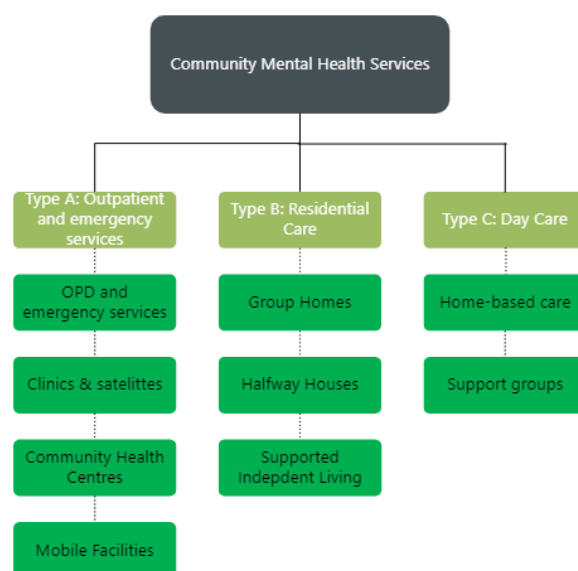 Community Mental Health Services
Type A: Outpatient
and emergency
services
OPD and
emergency services
Clinics & satelittes
Community Health
Centres
Mobile Facilities
Type B: Residential
Care
Group Homes
Halfway Houses
Supported
Indepdent Living
Type C: Day Care
Home-based care
Support groups